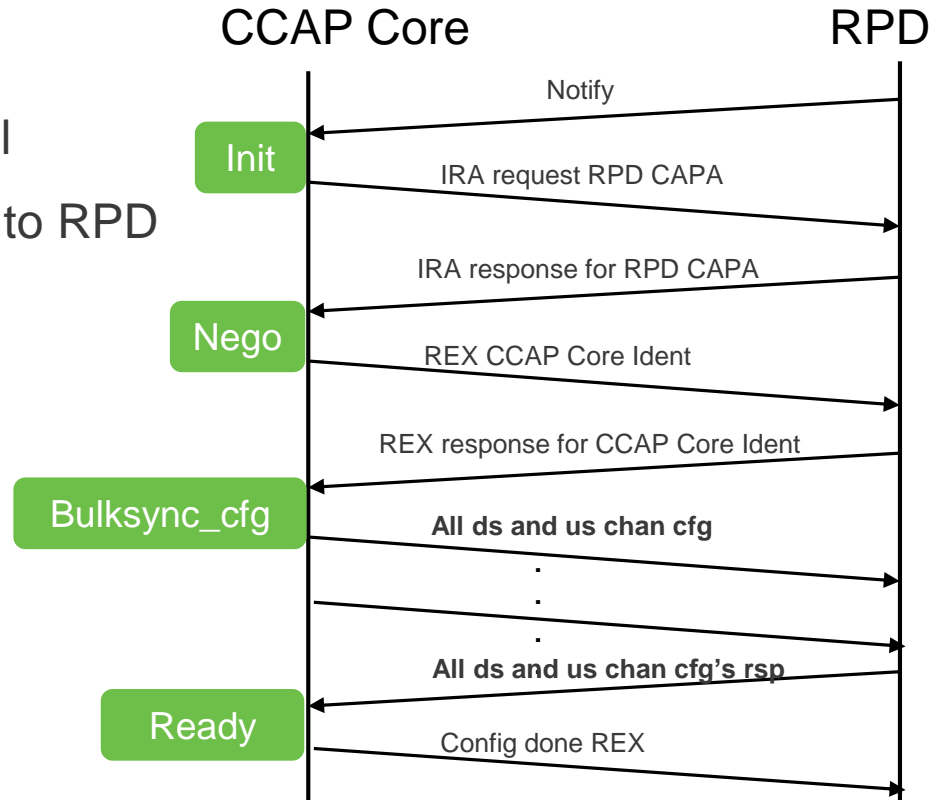 CCAP Core
RPD
Notify
l
Init
IRA request RPD CAPA
to RPD
IRA response for RPD CAPA
Nego
REX CCAP Core Ident
REX response for CCAP Core Ident
Bulksync_cfg
All ds and us chan cfg
.
.
.
All ds and us chan cfg's rsp
.
Ready
Config done REX